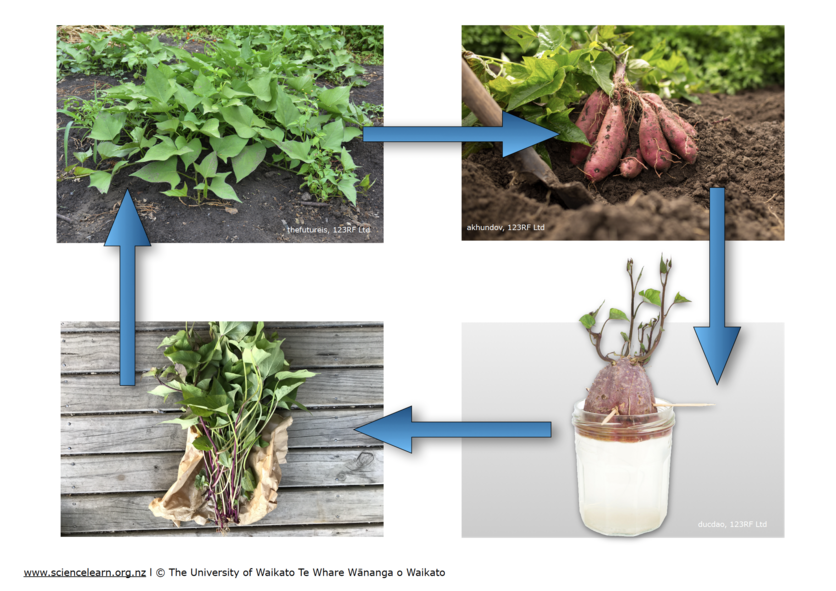 thefutureis, 123RF Ltd
akhundov, 123RF Ltd
ducdao, 123RF Ltd
www.sciencelearn.org.nz l © The University of Waikato Te Whare Wānanga o Waikato